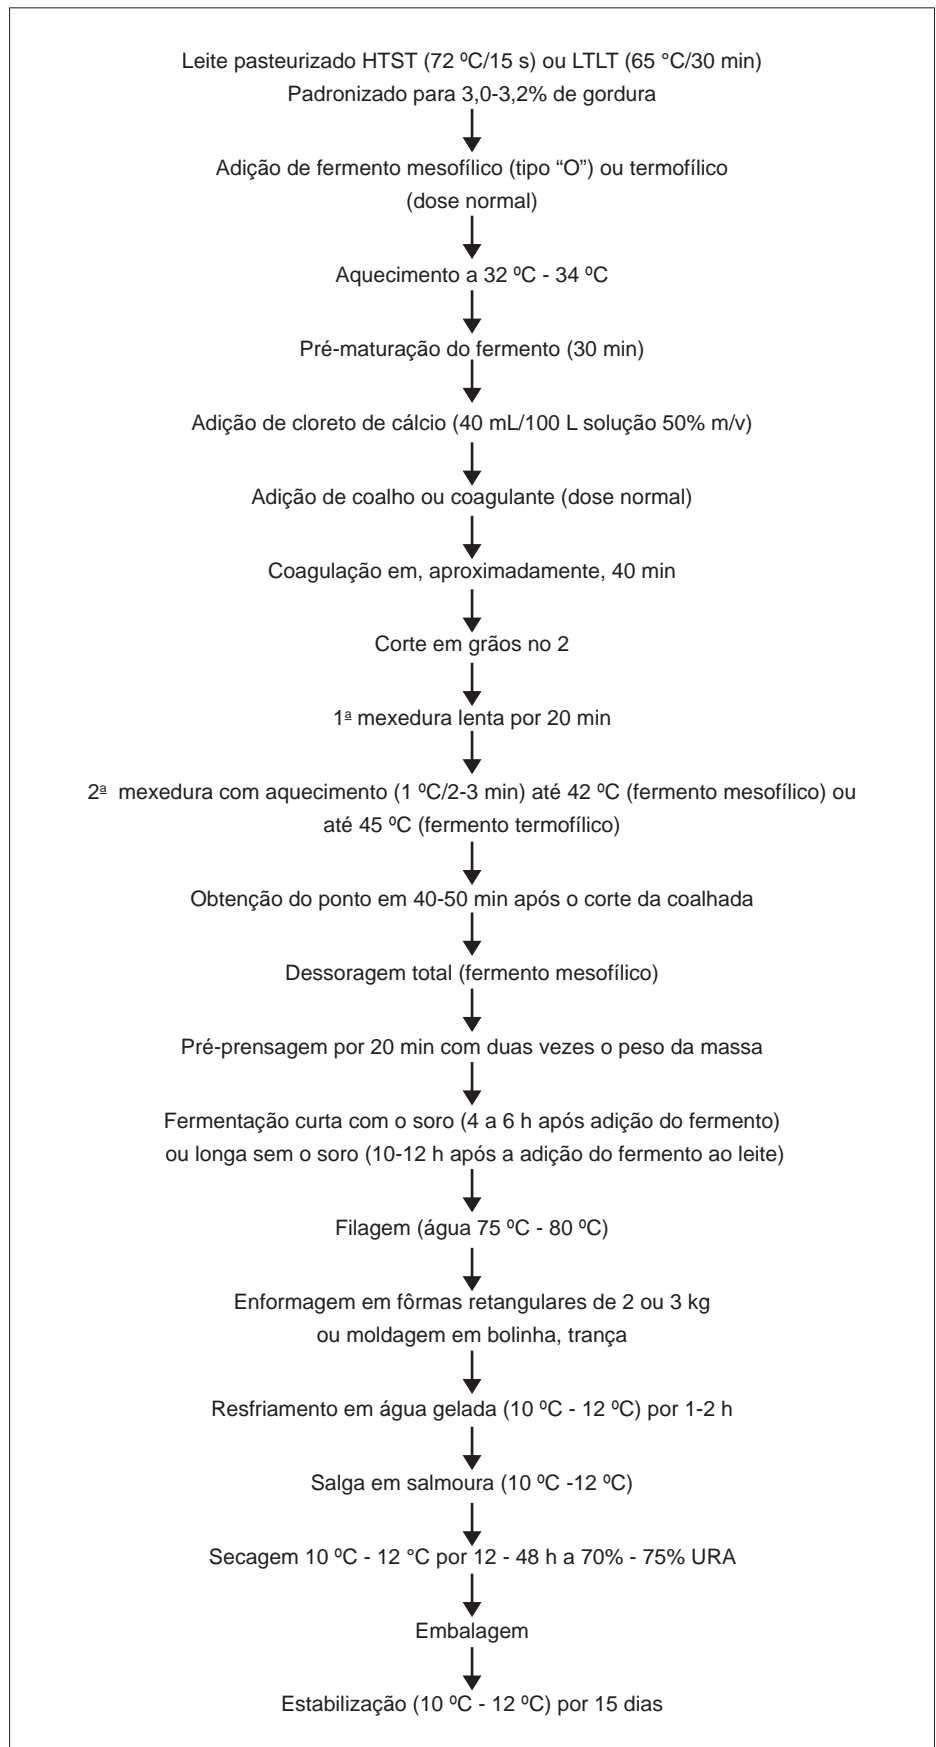 Leite pasteurizado HTST (72 ºC/15 s) ou LTLT (65 °C/30 min)
Padronizado para 3,0-3,2% de gordura
Adição de fermento mesofílico (tipo “O”) ou termofílico
(dose normal)
Aquecimento a 32 ºC - 34 ºC
Pré-maturação do fermento (30 min)
Adição de cloreto de cálcio (40 mL/100 L solução 50% m/v)
Adição de coalho ou coagulante (dose normal)
Coagulação em, aproximadamente, 40 min
Corte em grãos no 2
1ª mexedura lenta por 20 min
2ª mexedura com aquecimento (1 ºC/2-3 min) até 42 ºC (fermento mesofílico) ou
até 45 ºC (fermento termofílico)
Obtenção do ponto em 40-50 min após o corte da coalhada
Dessoragem total (fermento mesofílico)
Pré-prensagem por 20 min com duas vezes o peso da massa
Fermentação curta com o soro (4 a 6 h após adição do fermento)
ou longa sem o soro (10-12 h após a adição do fermento ao leite)
Filagem (água 75 ºC - 80 ºC)
Enformagem em fôrmas retangulares de 2 ou 3 kg
ou moldagem em bolinha, trança
Resfriamento em água gelada (10 ºC - 12 ºC) por 1-2 h
Salga em salmoura (10 ºC -12 ºC)
Secagem 10 ºC - 12 °C por 12 - 48 h a 70% - 75% URA
Embalagem
Estabilização (10 ºC - 12 ºC) por 15 dias